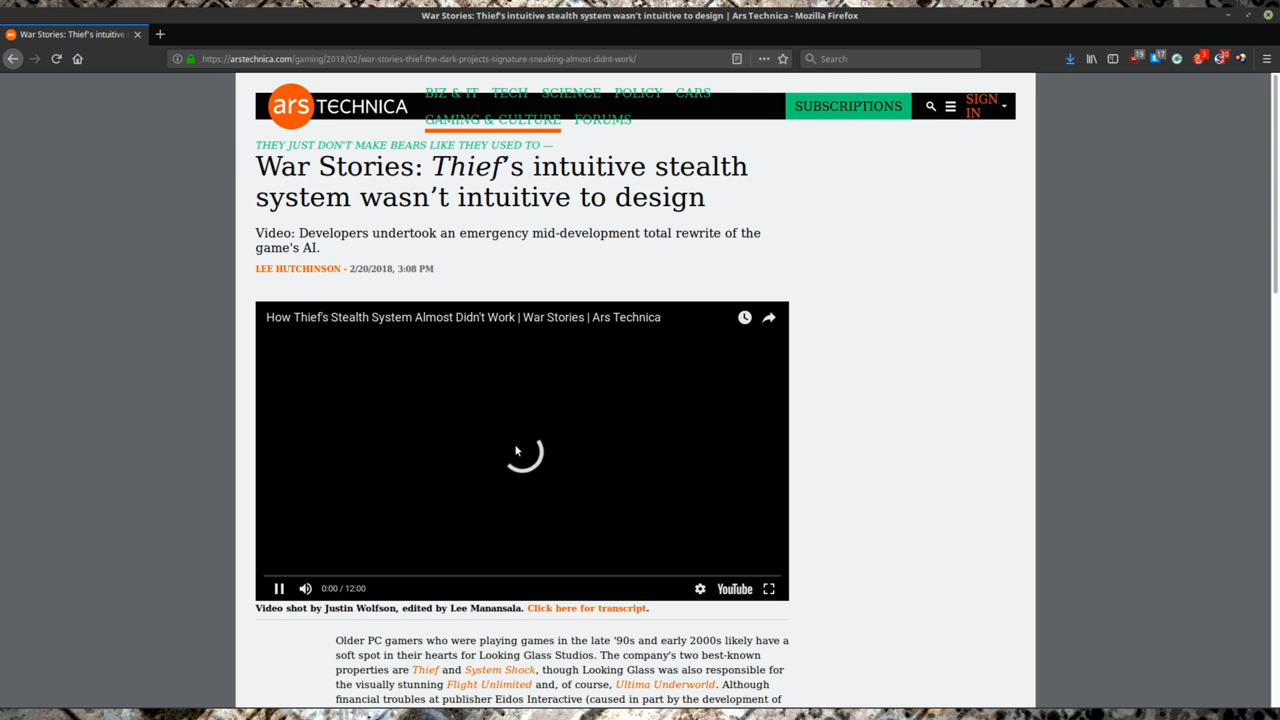 War Stories: Thief's intuitive stealth system wasn't intuitive to design | Ars Technica - Mozilla Firefox
War Stories: Thief's intuitive
https://arstechnica.com/gaming/2018/02/war-stories-thief-the-dark-projects-signature-sneaking-almost-didnt-work/
Search
19
17
3
30
ars TECHNICA
BIZ & IT TECH SCIENCE POLICY CARS
GAMING & CULTURE FORUMS
SUBSCRIPTIONS
SIGN
IN
THEY JUST DON'T MAKE BEARS LIKE THEY USED TO —
War Stories: Thief's intuitive stealth
system wasn't intuitive to design
Video: Developers undertook an emergency mid-development total rewrite of the
game's AI.
LEE HUTCHINSON - 2/20/2018, 3:08 PM
How Thief's Stealth System Almost Didn't Work | War Stories | Ars Technica
0:00 / 12:00
YouTube
Video shot by Justin Wolfson, edited by Lee Manansala. Click here for transcript.
Older PC gamers who were playing games in the late '90s and early 2000s likely have a
soft spot in their hearts for Looking Glass Studios. The company's two best-known
properties are Thief and System Shock, though Looking Glass was also responsible for
the visually stunning Flight Unlimited and, of course, Ultima Underworld. Although
financial troubles at publisher Eidos Interactive (caused in part by the development of